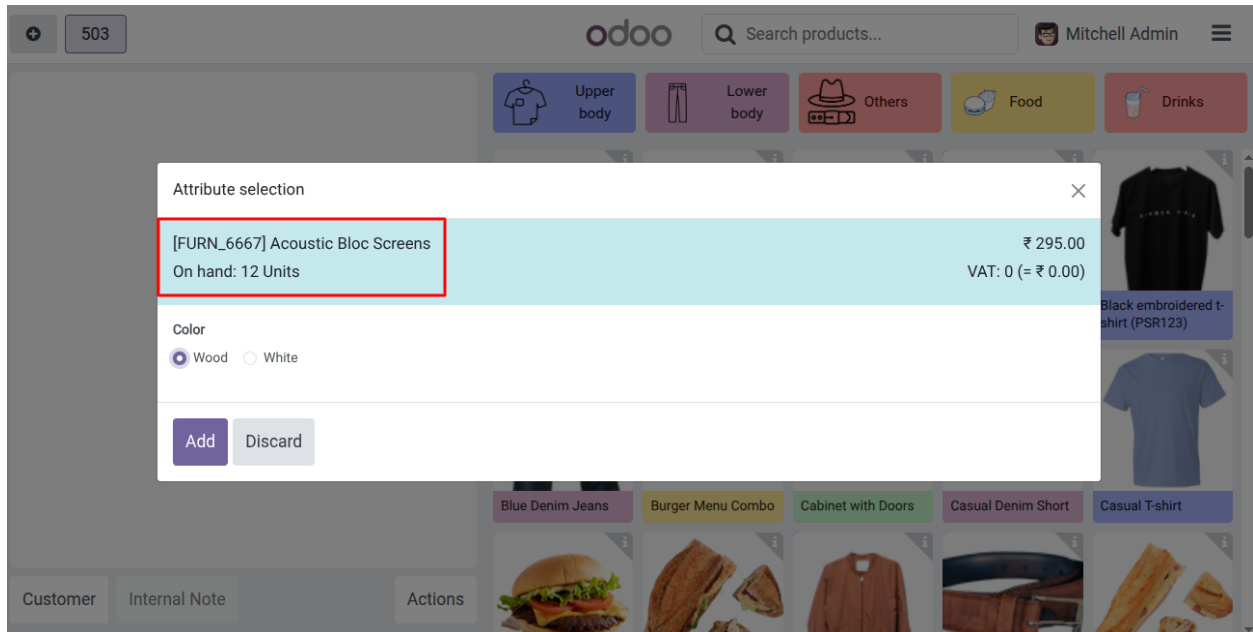 503
odoo
Search products...
Mitchell Admin
Upper
body
Lower
body
Others
Food
Drinks
Attribute selection
[FURN_6667] Acoustic Bloc Screens
₹ 295.00
On hand: 12 Units
VAT: 0 (= ₹ 0.00)
Color
Wood
White
Add
Discard
Black embroidered t-
shirt (PSR123)
Blue Denim Jeans
Burger Menu Combo
Cabinet with Doors
Casual Denim Short
Casual T-shirt
Customer
Internal Note
Actions